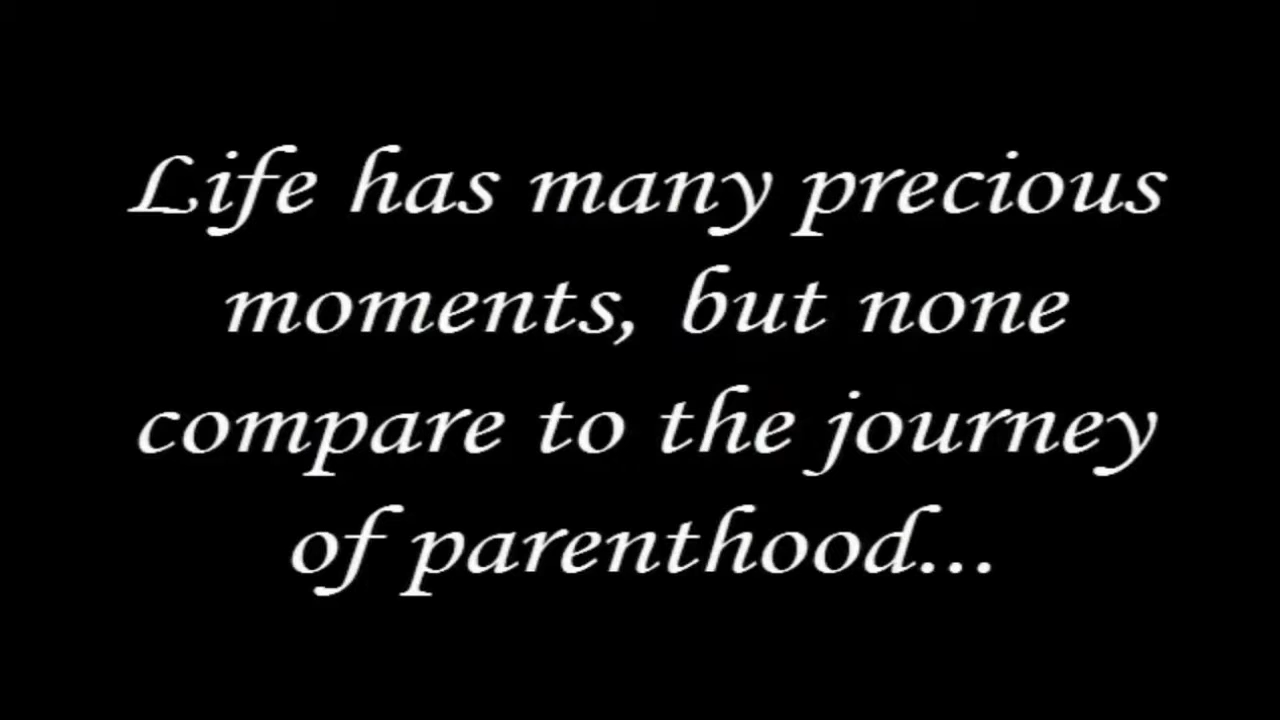 Life has many precious
moments, but none
compare to the journey
of parenthood...